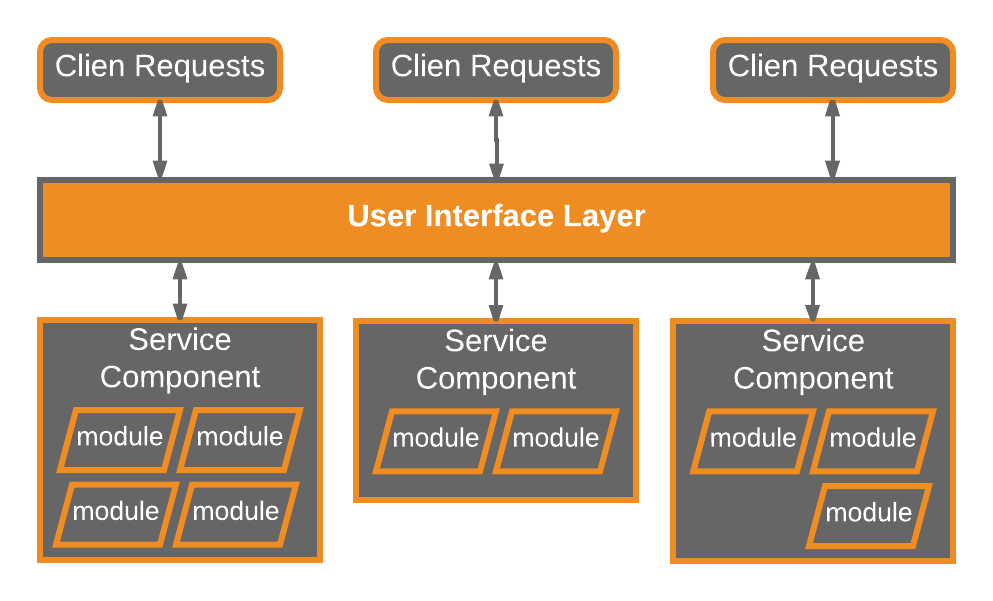 Clien Requests
Clien Requests
Clien Requests
User Interface Layer
Service
Component
module
module
module
module
Service
Component
module
module
Service
Component
module
module
module